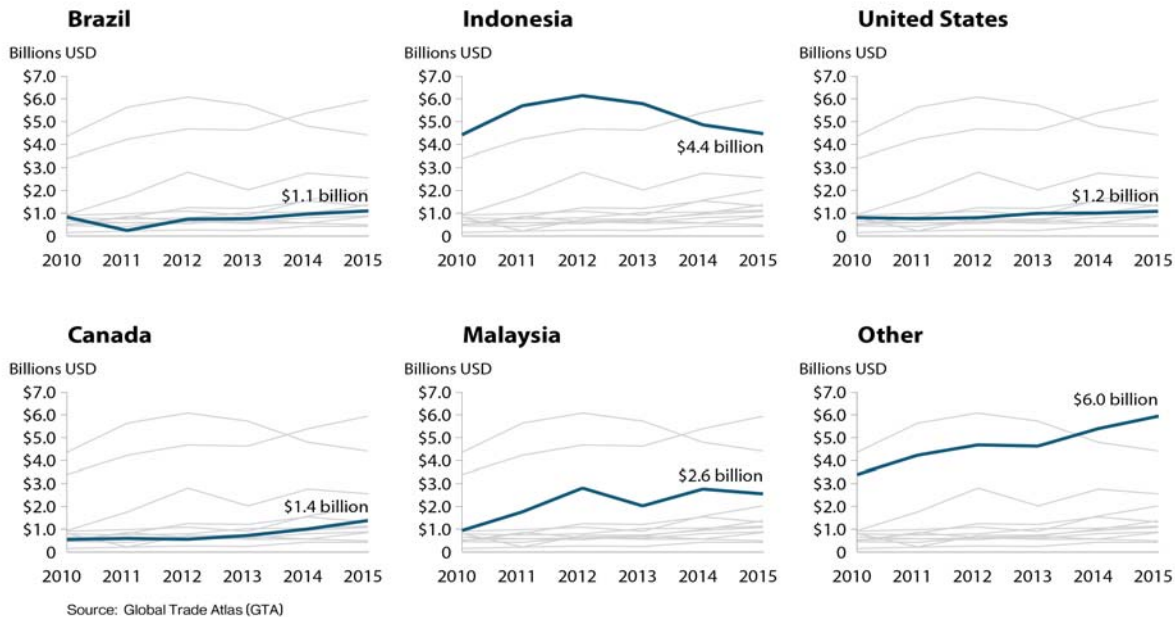 Brazil
Billions USD
$7.0
$6.0
$5.0
$4.0
$3.0
$2.0
$1.0
0
$1.1 billion
2010 2011 2012 2013 2014 2015
Indonesia
Billions USD
$7.0
$6.0
$5.0
$4.0
$3.0
$2.0
$1.0
0
$4.4 billion
2010 2011 2012 2013 2014 2015
United States
Billions USD
$7.0
$6.0
$5.0
$4.0
$3.0
$2.0
$1.0
0
$1.2 billion
2010 2011 2012 2013 2014 2015
Canada
Billions USD
$7.0
$6.0
$5.0
$4.0
$3.0
$2.0
$1.0
0
$1.4 billion
2010 2011 2012 2013 2014 2015
Malaysia
Billions USD
$7.0
$6.0
$5.0
$4.0
$3.0
$2.0
$1.0
0
$2.6 billion
2010 2011 2012 2013 2014 2015
Other
Billions USD
$7.0
$6.0
$5.0
$4.0
$3.0
$2.0
$1.0
0
$6.0 billion
2010 2011 2012 2013 2014 2015
Source: Global Trade Atlas (GTA)